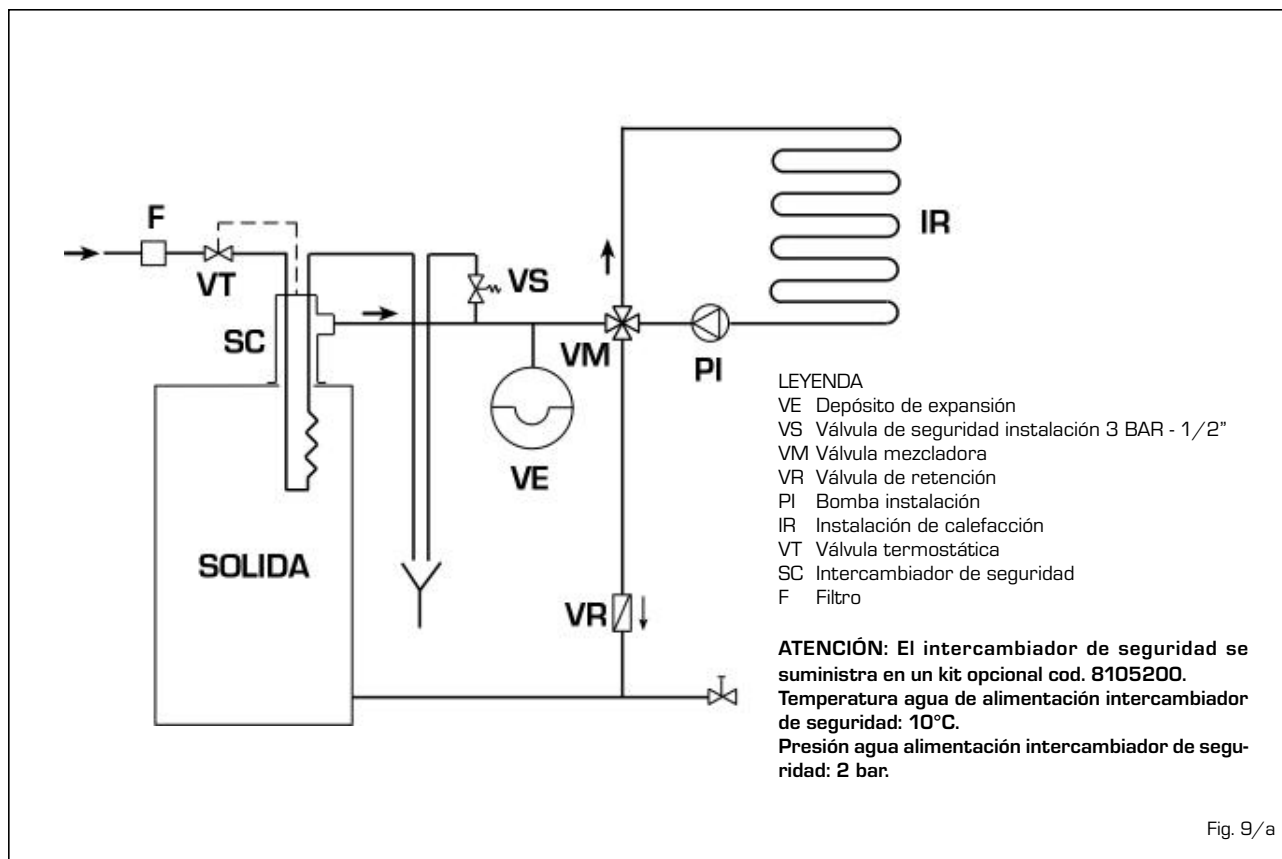 IR
F
VS
VT
SC
VM
PI
VE
SOLIDA
VR
LEYENDA
VE Depósito de expansión
VS Válvula de seguridad instalación 3 BAR - 1/2”
VM Válvula mezcladora
VR Válvula de retención
PI Bomba instalación
IR Instalación de calefacción
VT Válvula termostática
SC Intercambiador de seguridad
F Filtro
ATENCIÓN: El intercambiador de seguridad se
suministra en un kit opcional cod. 8105200.
Temperatura agua de alimentación intercambiador
de seguridad: 10°C.
Presión agua alimentación intercambiador de segu-
ridad: 2 bar.
Fig. 9/a